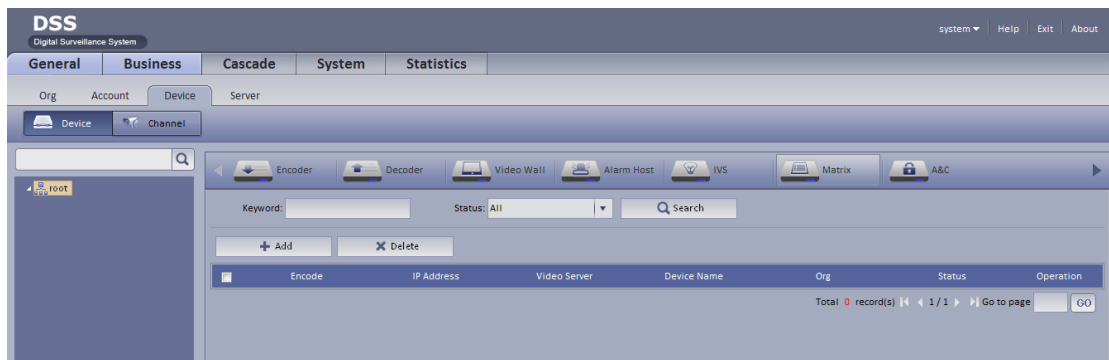 DSS
Digital Surveillance System
system Help Exit About
General Business Cascade System Statistics
Org Account Device Server
Device Channel
Encoder Decoder Video Wall Alarm Host IVS Matrix A&C
root
Keyword: Status: All Search
Add Delete
Encode IP Address Video Server Device Name Org Status Operation
Total 0 record(s) 1 / 1 Go to page GO